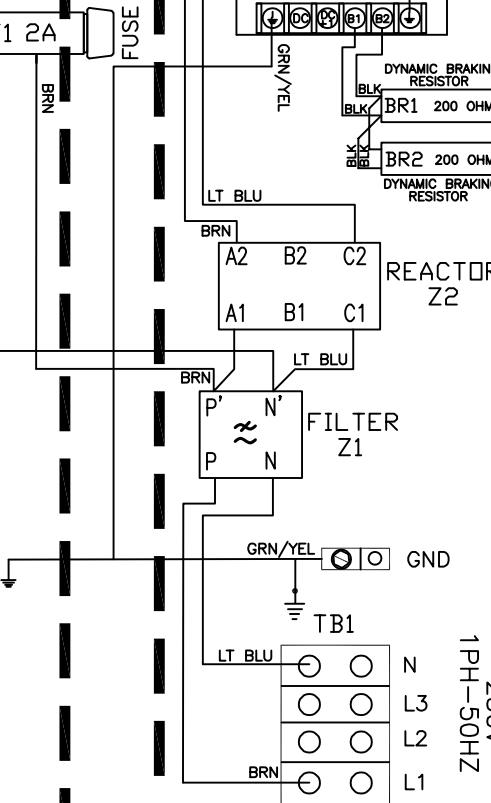 1 2A
FUSE
DC
B1
B2
GRN/YEL
BRN
DYNAMIC BRAKIN
RESISTOR
BLK
BR1 200 OHM
BLK
BLK
BLK
BR2 200 OHM
DYNAMIC BRAKING
RESISTOR
LT BLU
BRN
A2 B2 C2
REACTOR
Z2
A1 B1 C1
LT BLU
BRN
P' N'
FILTER
Z1
P N
GRN/YEL
GND
TB1
LT BLU
N
L3
L2
BRN
L1
1PH-50HZ